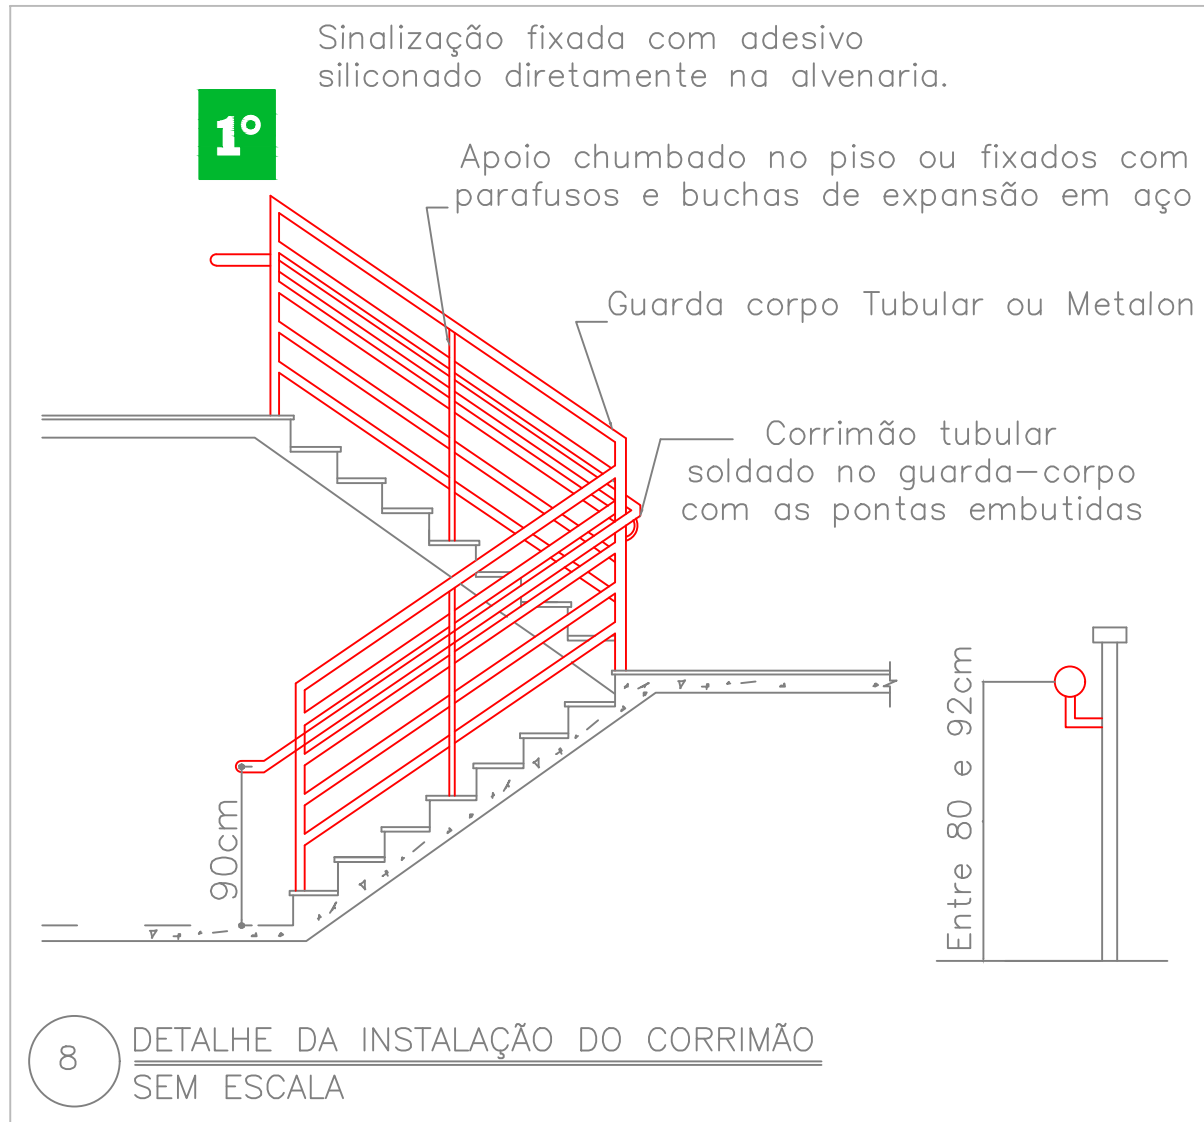 Sinalização fixada com adesivo
siliconado diretamente na alvenaria.
1º
Apoio chumbado no piso ou fixados com
parafusos e buchas de expansão em aço
Guarda corpo Tubular ou Metalon
Corrimão tubular
soldado no guarda-corpo
com as pontas embutidas
90cm
Entre 80 e 92cm
8
DETALHE DA INSTALAÇÃO DO CORRIMÃO
SEM ESCALA